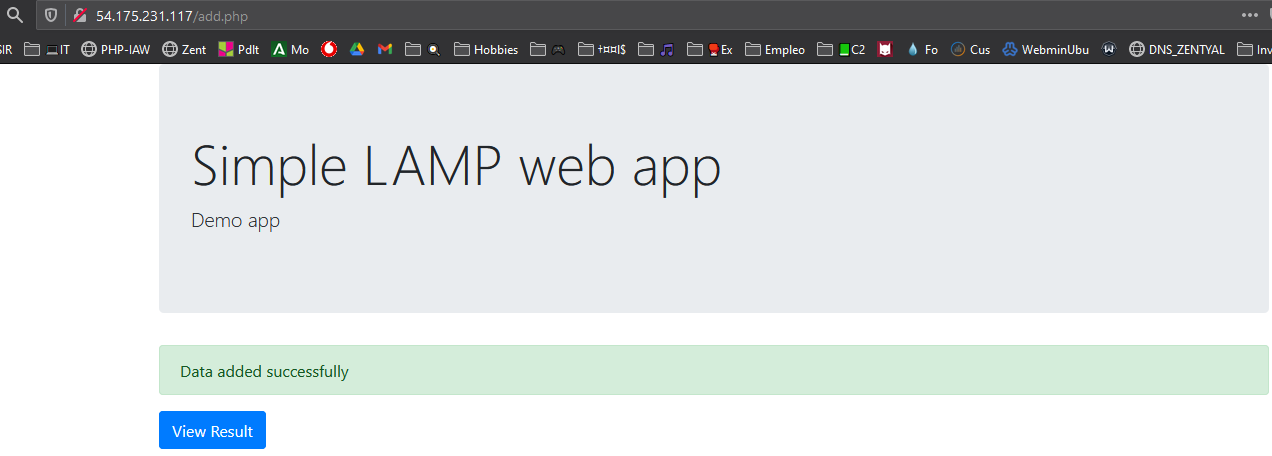 54.175.231.117/add.php
SIR IT PHP-IAW Zent PdIt Mo Hobbies †¤¤I$ Ex Empleo C2 Fo Cus WebminUbu DNS_ZENTYAL Inv
Simple LAMP web app
Demo app
Data added successfully
View Result